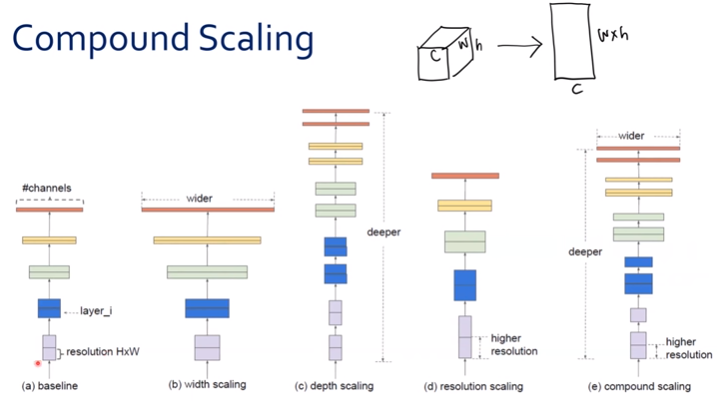 Compound Scaling
C
W
h
W×h
C
#channels
wider
deeper
wider
deeper
layer_i
resolution HxW
higher
resolution
higher
resolution
(a) baseline
(b) width scaling
(c) depth scaling
(d) resolution scaling
(e) compound scaling